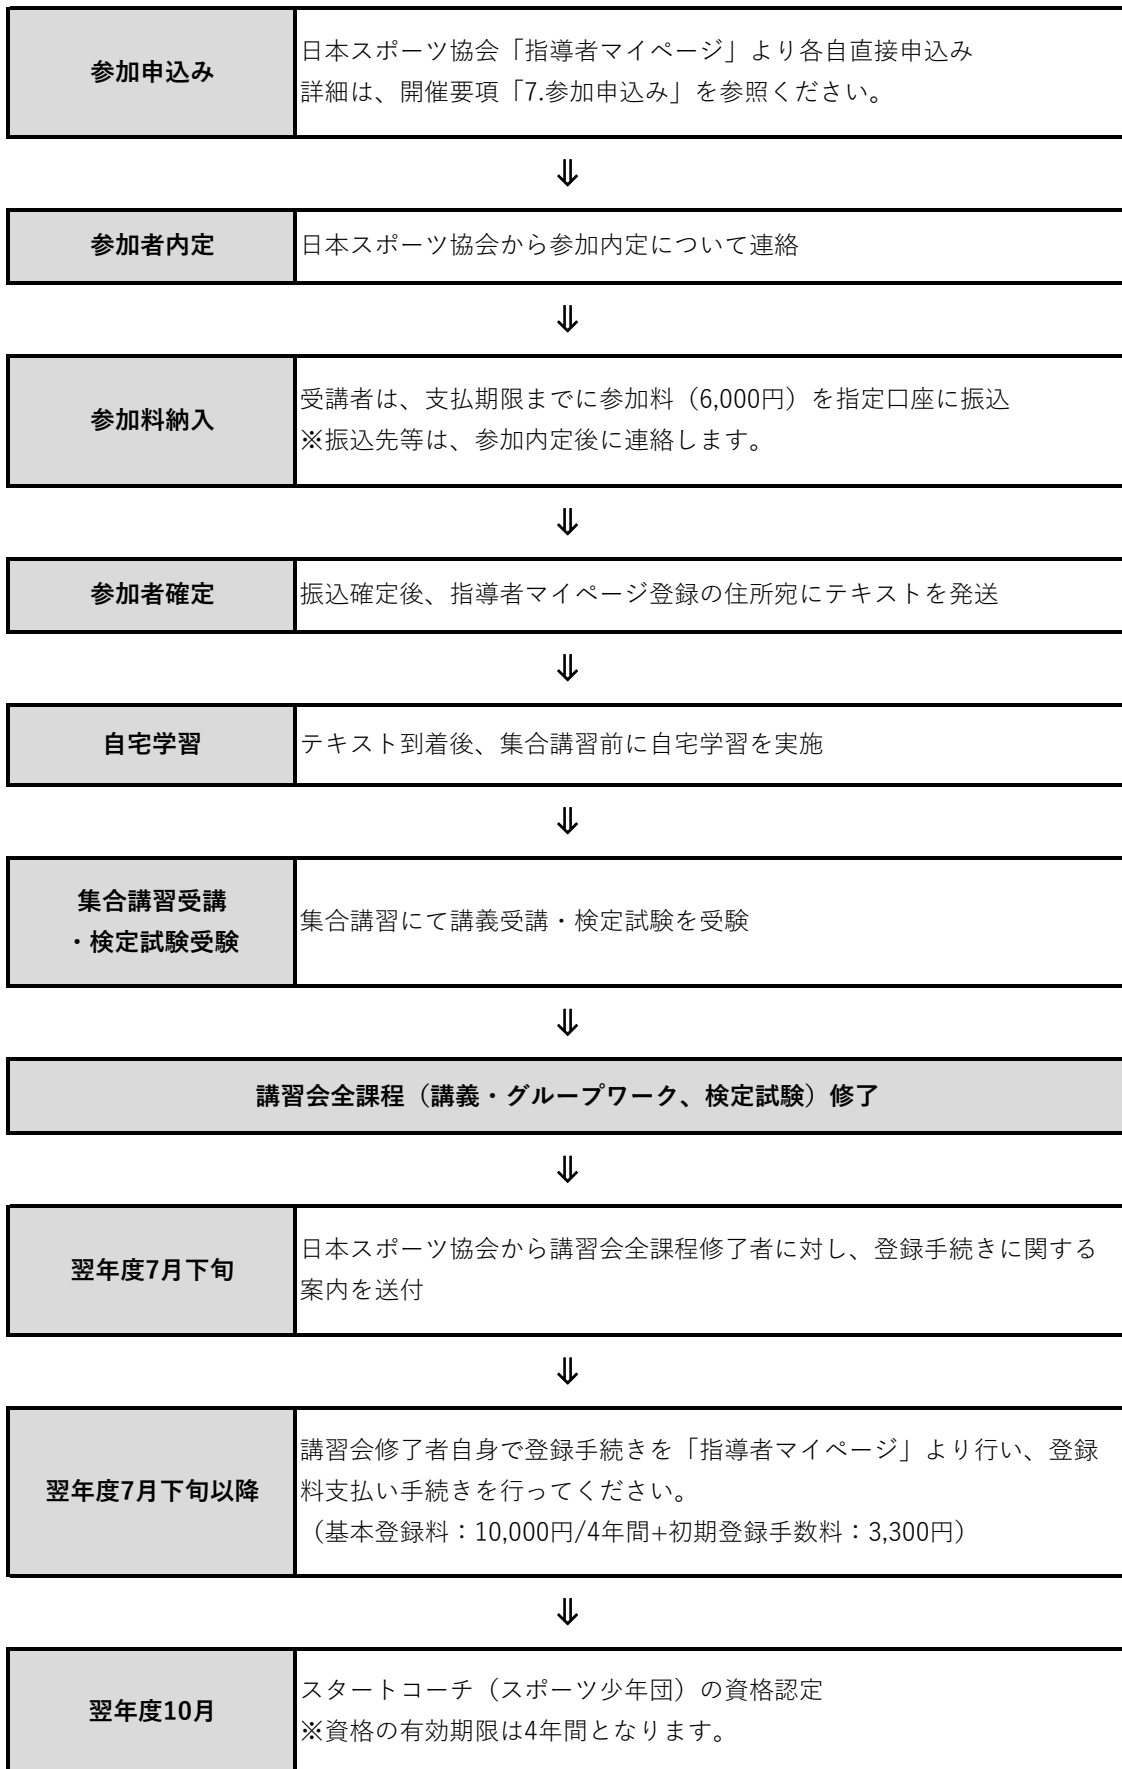 参加申込み
日本スポーツ協会「指導者マイページ」より各自直接申込み
詳細は、開催要項「7.参加申込み」を参照ください。
⇓
参加者内定
日本スポーツ協会から参加内定について連絡
⇓
参加料納入
受講者は、支払期限までに参加料（6,000円）を指定口座に振込
※振込先等は、参加内定後に連絡します。
⇓
参加者確定
振込確定後、指導者マイページ登録の住所宛にテキストを発送
⇓
自宅学習
テキスト到着後、集合講習前に自宅学習を実施
⇓
集合講習受講
・検定試験受験
集合講習にて講義受講・検定試験を受験
⇓
講習会全課程（講義・グループワーク、検定試験）修了
⇓
翌年度7月下旬
日本スポーツ協会から講習会全課程修了者に対し、登録手続きに関する
案内を送付
⇓
翌年度7月下旬以降
講習会修了者自身で登録手続きを「指導者マイページ」より行い、登録
料支払い手続きを行ってください。
（基本登録料：10,000円/4年間+初期登録手数料：3,300円）
⇓
翌年度10月
スタートコーチ（スポーツ少年団）の資格認定
※資格の有効期限は4年間となります。